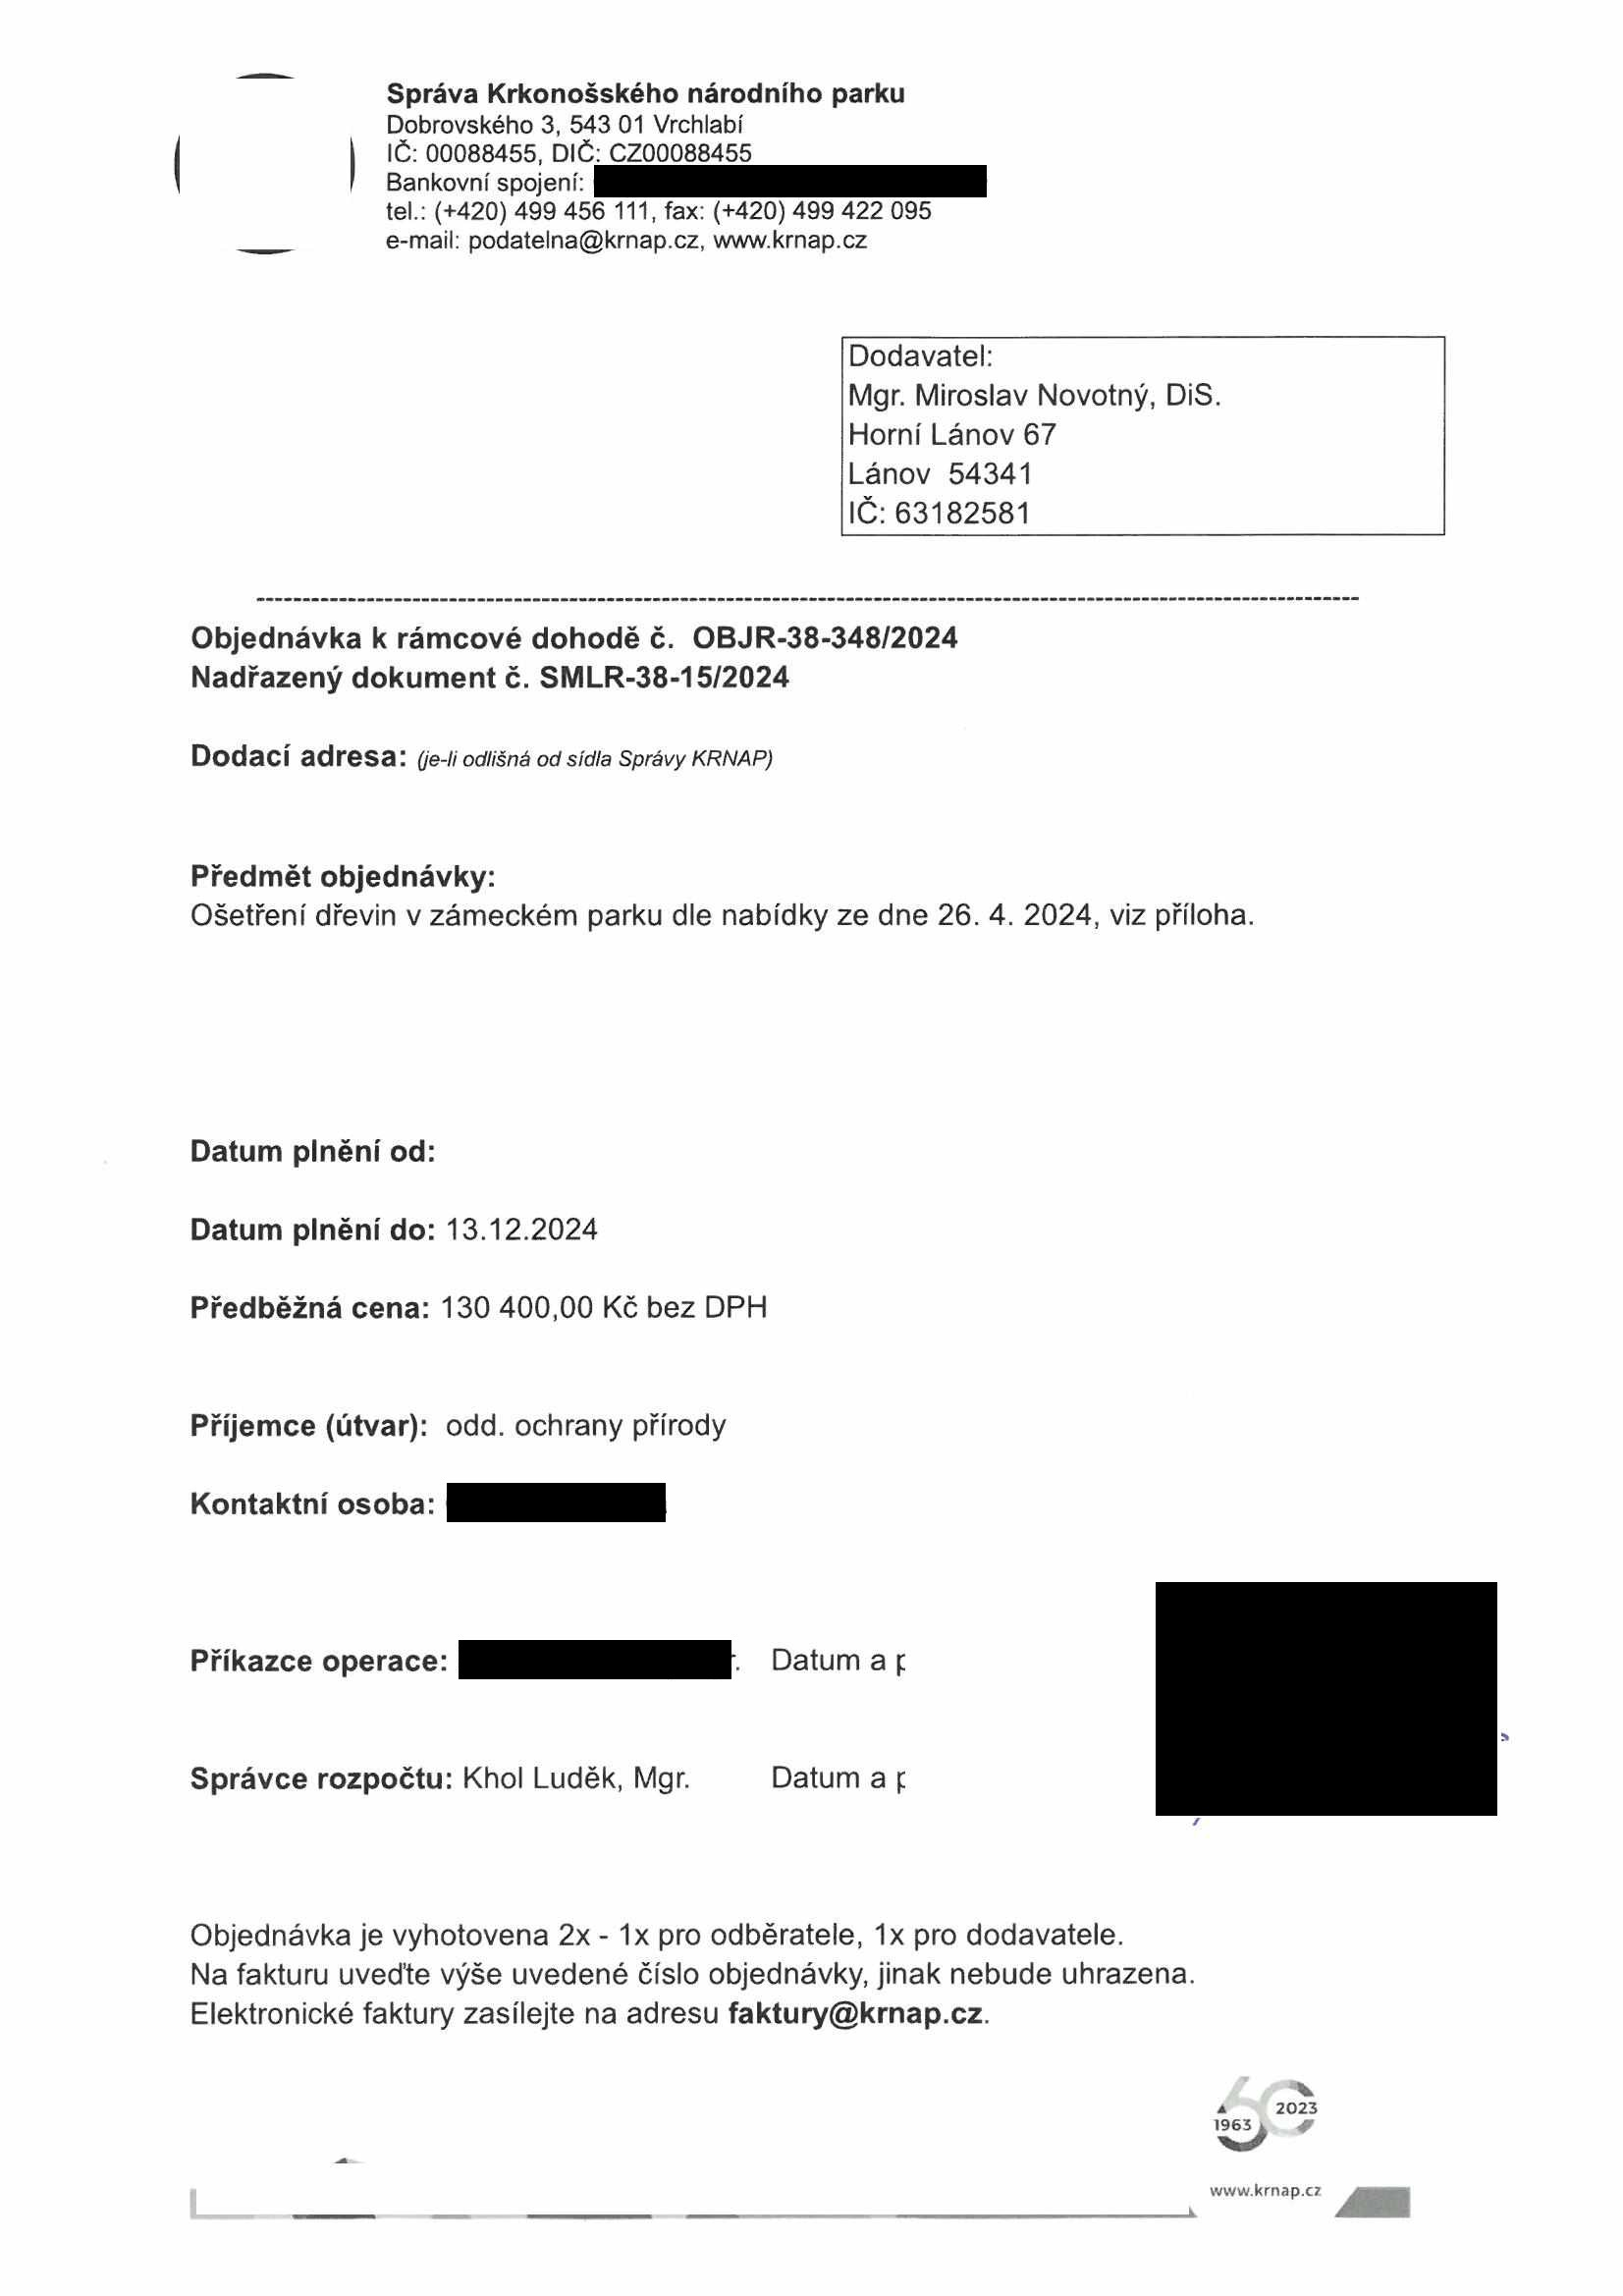 Správa Krkonošského národního parku
Dobrovského 3, 543 01 Vrchlabí
IČ: 00088455, DIČ: CZ00088455
Bankovní spojení:
tel.: (+420) 499 456 111, fax: (+420) 499 422 095
e-mail: podatelna@krnap.cz, www.krnap.cz
Dodavatel:
Mgr. Miroslav Novotný, DiS.
Horní Lánov 67
Lánov 54341
IČ: 63182581
Objednávka k rámcové dohodě č. OBJR-38-348/2024
Nadřazený dokument č. SMLR-38-15/2024
Dodací adresa: (je-li odlišná od sídla Správy KRNAP)
Předmět objednávky:
Ošetření dřevin v zámeckém parku dle nabídky ze dne 26. 4. 2024, viz příloha.
Datum plnění od:
Datum plnění do: 13.12.2024
Předběžná cena: 130 400,00 Kč bez DPH
Příjemce (útvar): odd. ochrany přírody
Kontaktní osoba:
Příkazce operace: Datum a
Správce rozpočtu: Khol Luděk, Mgr. Datum a
Objednávka je vyhotovena 2x - 1x pro odběratele, 1x pro dodavatele.
Na fakturu uveďte výše uvedené číslo objednávky, jinak nebude uhrazena.
Elektronické faktury zasílejte na adresu faktury@krnap.cz.
60
1963 2023
www.krnap.cz